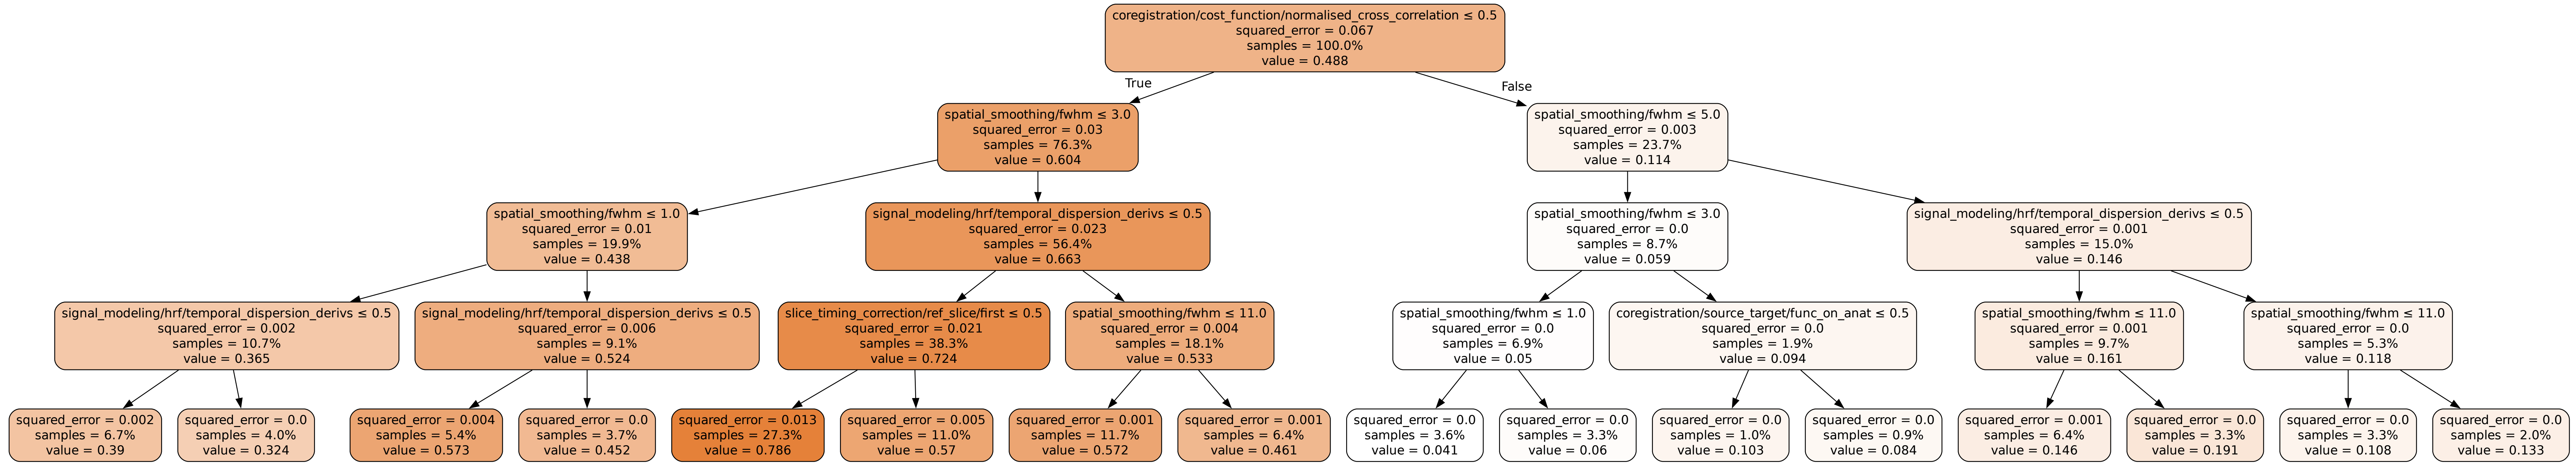 coregistration/cost_function/normalised_cross_correlation ≤ 0.5
squared_error = 0.067
samples = 100.0%
value = 0.488
True
False
spatial_smoothing/fwhm ≤ 3.0
squared_error = 0.03
samples = 76.3%
value = 0.604
spatial_smoothing/fwhm ≤ 5.0
squared_error = 0.003
samples = 23.7%
value = 0.114
spatial_smoothing/fwhm ≤ 1.0
squared_error = 0.01
samples = 19.9%
value = 0.438
signal_modeling/hrf/temporal_dispersion_derivs ≤ 0.5
squared_error = 0.023
samples = 56.4%
value = 0.663
spatial_smoothing/fwhm ≤ 3.0
squared_error = 0.0
samples = 8.7%
value = 0.059
signal_modeling/hrf/temporal_dispersion_derivs ≤ 0.5
squared_error = 0.001
samples = 15.0%
value = 0.146
signal_modeling/hrf/temporal_dispersion_derivs ≤ 0.5
squared_error = 0.002
samples = 10.7%
value = 0.365
signal_modeling/hrf/temporal_dispersion_derivs ≤ 0.5
squared_error = 0.006
samples = 9.1%
value = 0.524
slice_timing_correction/ref_slice/first ≤ 0.5
squared_error = 0.021
samples = 38.3%
value = 0.724
spatial_smoothing/fwhm ≤ 11.0
squared_error = 0.004
samples = 18.1%
value = 0.533
spatial_smoothing/fwhm ≤ 1.0
squared_error = 0.0
samples = 6.9%
value = 0.05
coregistration/source_target/func_on_anat ≤ 0.5
squared_error = 0.0
samples = 1.9%
value = 0.094
spatial_smoothing/fwhm ≤ 11.0
squared_error = 0.001
samples = 9.7%
value = 0.161
spatial_smoothing/fwhm ≤ 11.0
squared_error = 0.0
samples = 5.3%
value = 0.118
squared_error = 0.002
samples = 6.7%
value = 0.39
squared_error = 0.0
samples = 4.0%
value = 0.324
squared_error = 0.004
samples = 5.4%
value = 0.573
squared_error = 0.0
samples = 3.7%
value = 0.452
squared_error = 0.013
samples = 27.3%
value = 0.786
squared_error = 0.005
samples = 11.0%
value = 0.57
squared_error = 0.001
samples = 11.7%
value = 0.572
squared_error = 0.001
samples = 6.4%
value = 0.461
squared_error = 0.0
samples = 3.6%
value = 0.041
squared_error = 0.0
samples = 3.3%
value = 0.06
squared_error = 0.0
samples = 1.0%
value = 0.103
squared_error = 0.0
samples = 0.9%
value = 0.084
squared_error = 0.001
samples = 6.4%
value = 0.146
squared_error = 0.0
samples = 3.3%
value = 0.191
squared_error = 0.0
samples = 3.3%
value = 0.108
squared_error = 0.0
samples = 2.0%
value = 0.133